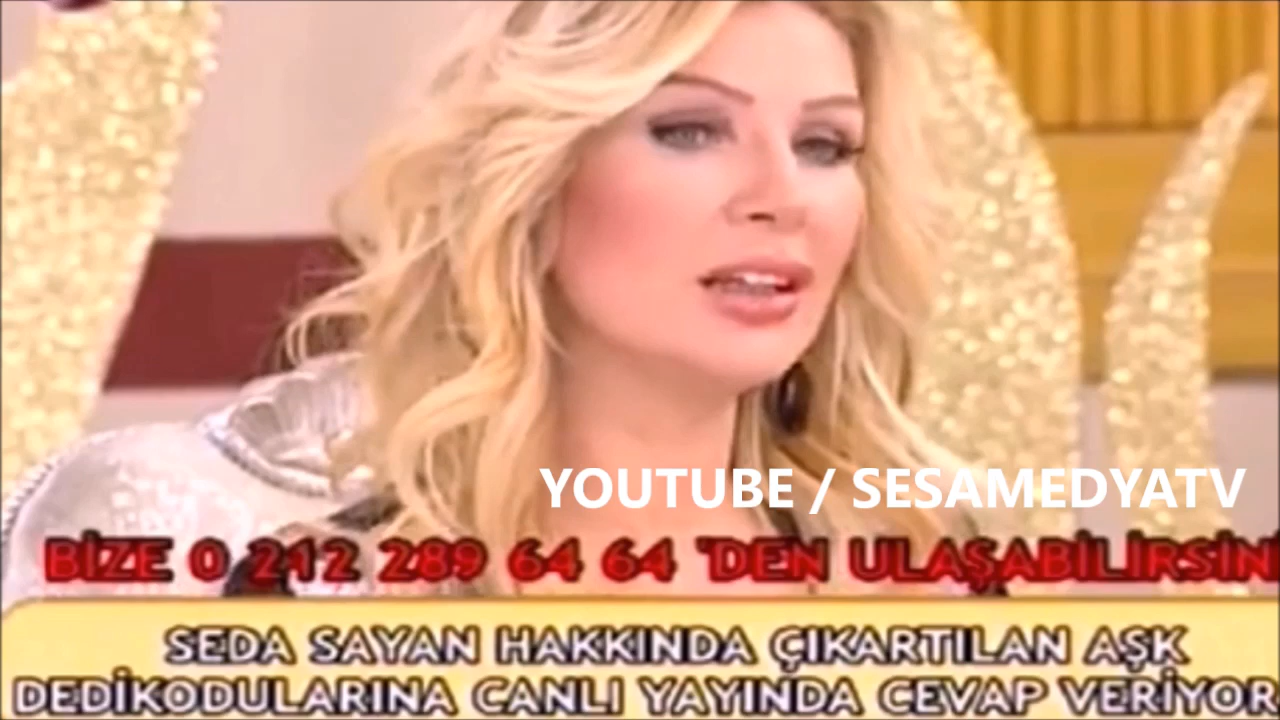 YOUTUBE / SESAMEDYATV
BİZE 0 212 289 64 64 'DEN ULAŞABİLİRSİN
SEDA SAYAN HAKKINDA ÇIKARTILAN AŞK
DEDİKODULARINA CANLI YAYINDA CEVAP VERİYOR